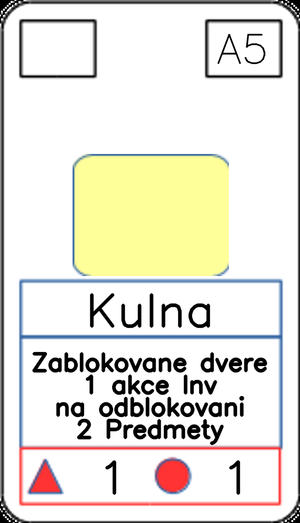 A5
Kulna
Zablokovane dvere
1 akce Inv
na odblokovani
2 Predmety
1 1